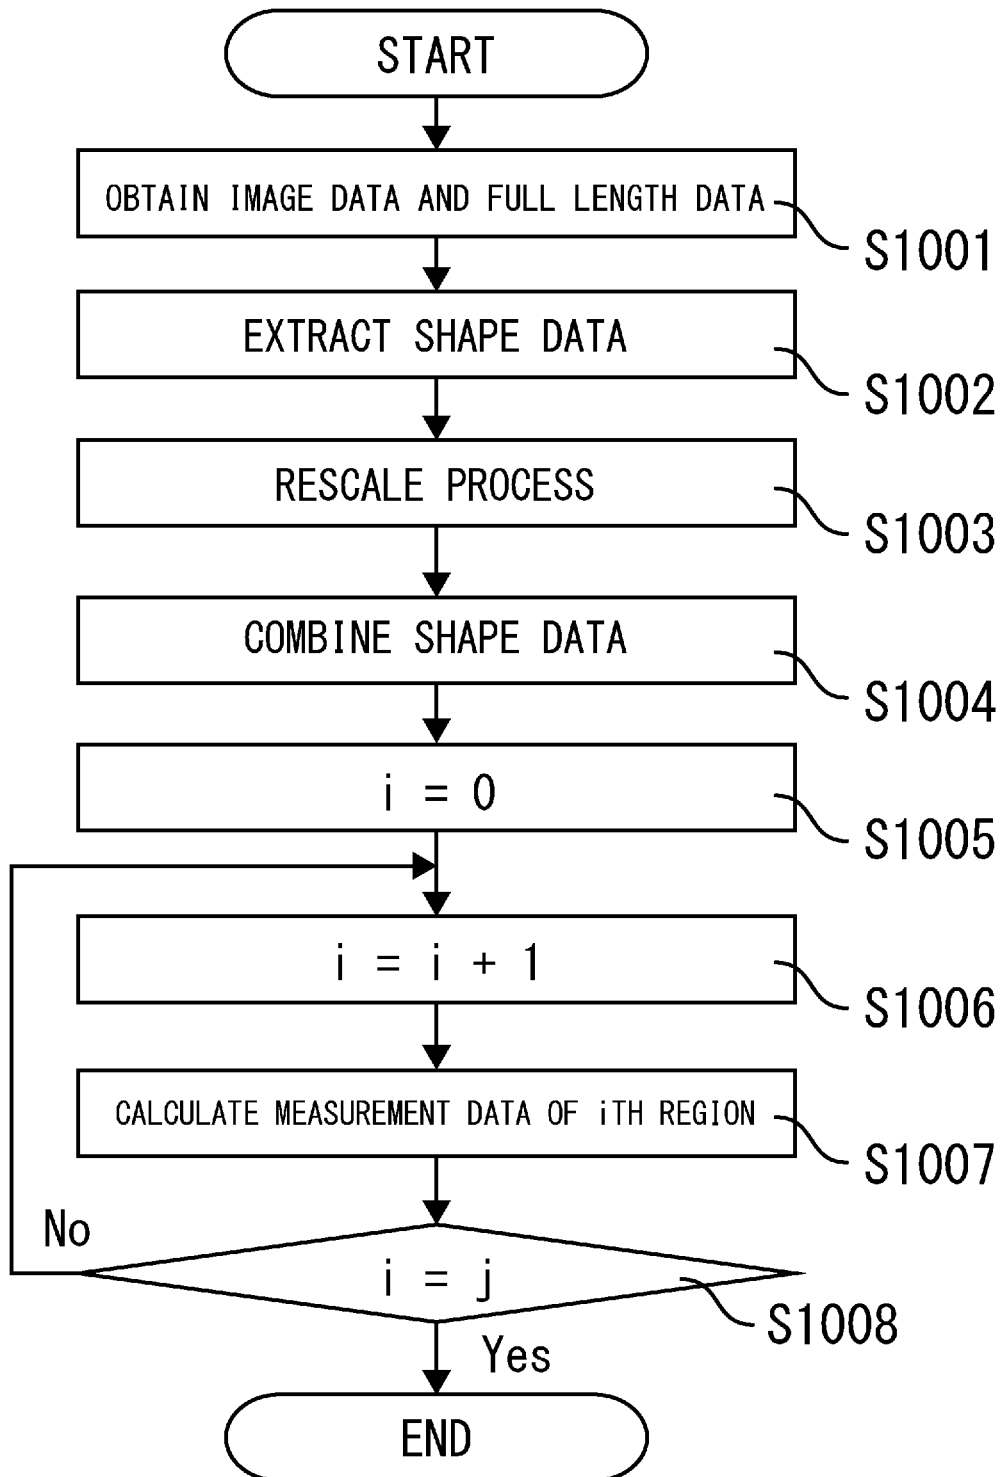 START
OBTAIN IMAGE DATA AND FULL LENGTH DATA
S1001
EXTRACT SHAPE DATA
S1002
RESCALE PROCESS
S1003
COMBINE SHAPE DATA
S1004
i = 0
S1005
i = i + 1
S1006
CALCULATE MEASUREMENT DATA OF iTH REGION
S1007
No
i = j
S1008
Yes
END